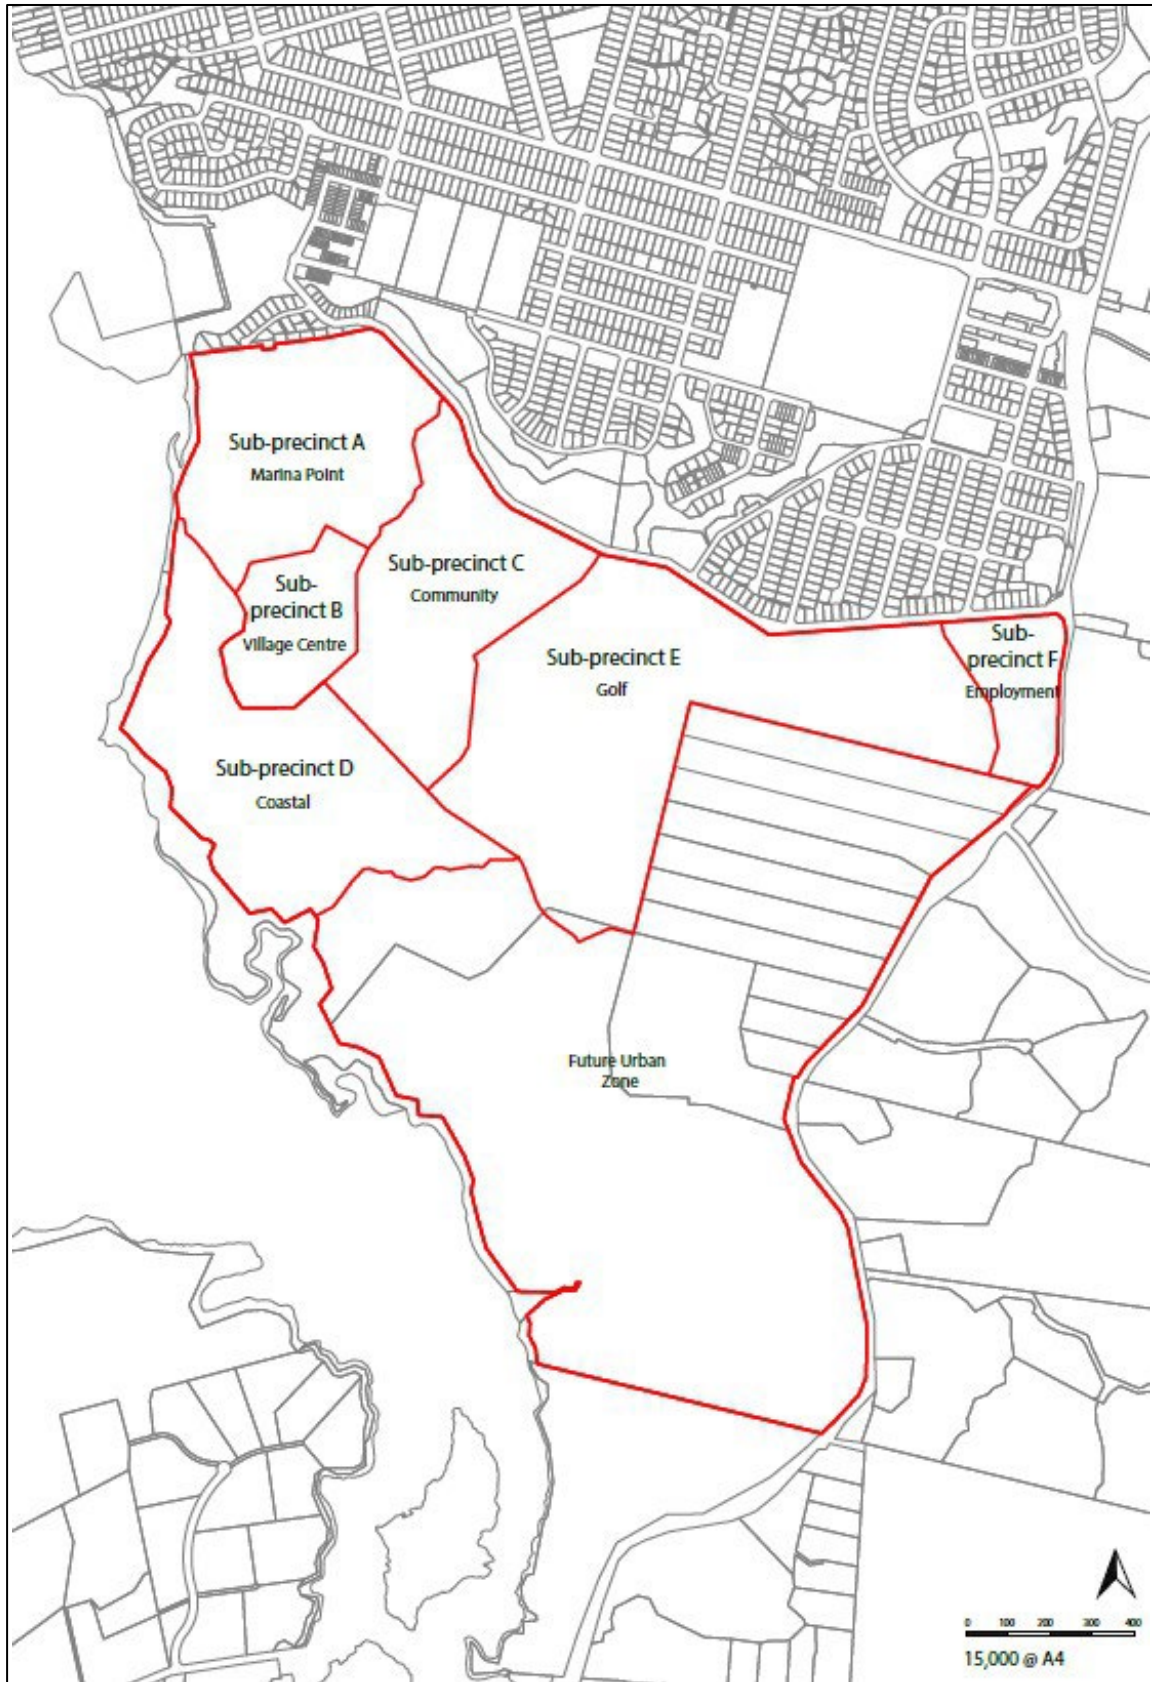 Sub-precinct A
Marina Point
Sub-precinct C
Community
Sub-
precinct B
Village Centre
Sub-
precinct F
Employment
Sub-precinct E
Golf
Sub-precinct D
Coastal
Future Urban
Zone
0 100 200 300 400
15,000 @ A4